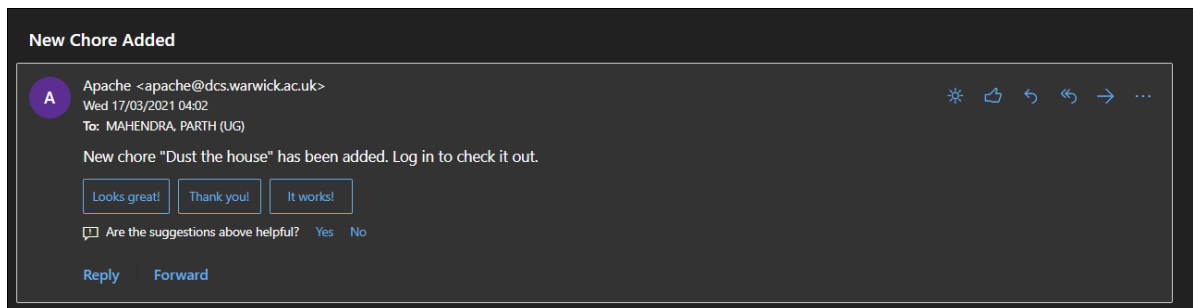 New Chore Added
A
Apache <apache@dcs.warwick.ac.uk>
Wed 17/03/2021 04:02
To: MAHENDRA, PARTH (UG)
New chore "Dust the house" has been added. Log in to check it out.
Looks great! Thank you! It works!
Are the suggestions above helpful? Yes No
Reply Forward